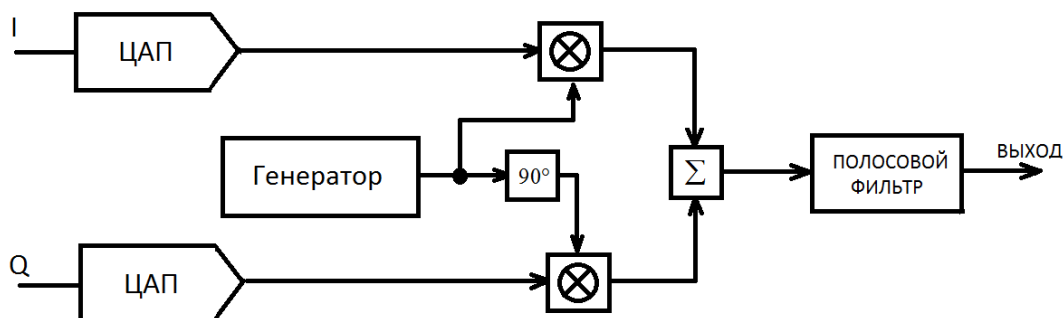 I
ЦАП
Генератор
90°
Σ
ПОЛОСОВОЙ
ФИЛЬТР
ВЫХОД
Q
ЦАП